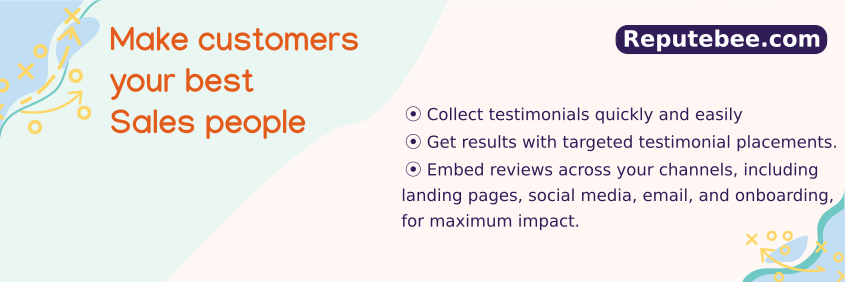 Make customers
your best
Sales people
Reputebee.com
⦿ Collect testimonials quickly and easily
⦿ Get results with targeted testimonial placements.
⦿ Embed reviews across your channels, including
landing pages, social media, email, and onboarding,
for maximum impact.